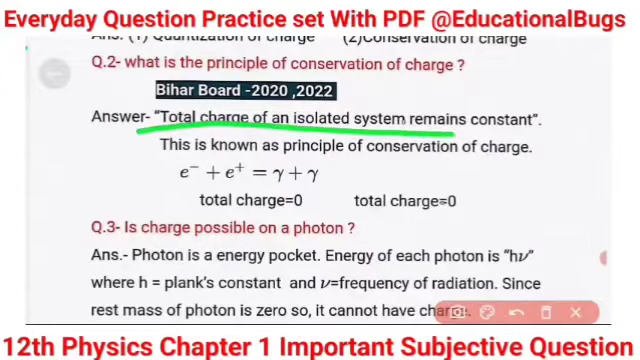 Everyday Question Practice set With PDF @EducationalBugs
Ans. (1) Quantization of charge (2)Conservation of charge
Q.2- what is the principle of conservation of charge ?
Bihar Board -2020 ,2022
Answer- "Total charge of an isolated system remains constant".
This is known as principle of conservation of charge.
e⁻ + e⁺ = γ + γ
total charge=0 total charge=0
Q.3- Is charge possible on a photon ?
Ans.- Photon is a energy pocket. Energy of each photon is "hν"
where h = plank's constant and ν=frequency of radiation. Since
rest mass of photon is zero so, it cannot have
12th Physics Chapter 1 Important Subjective Question